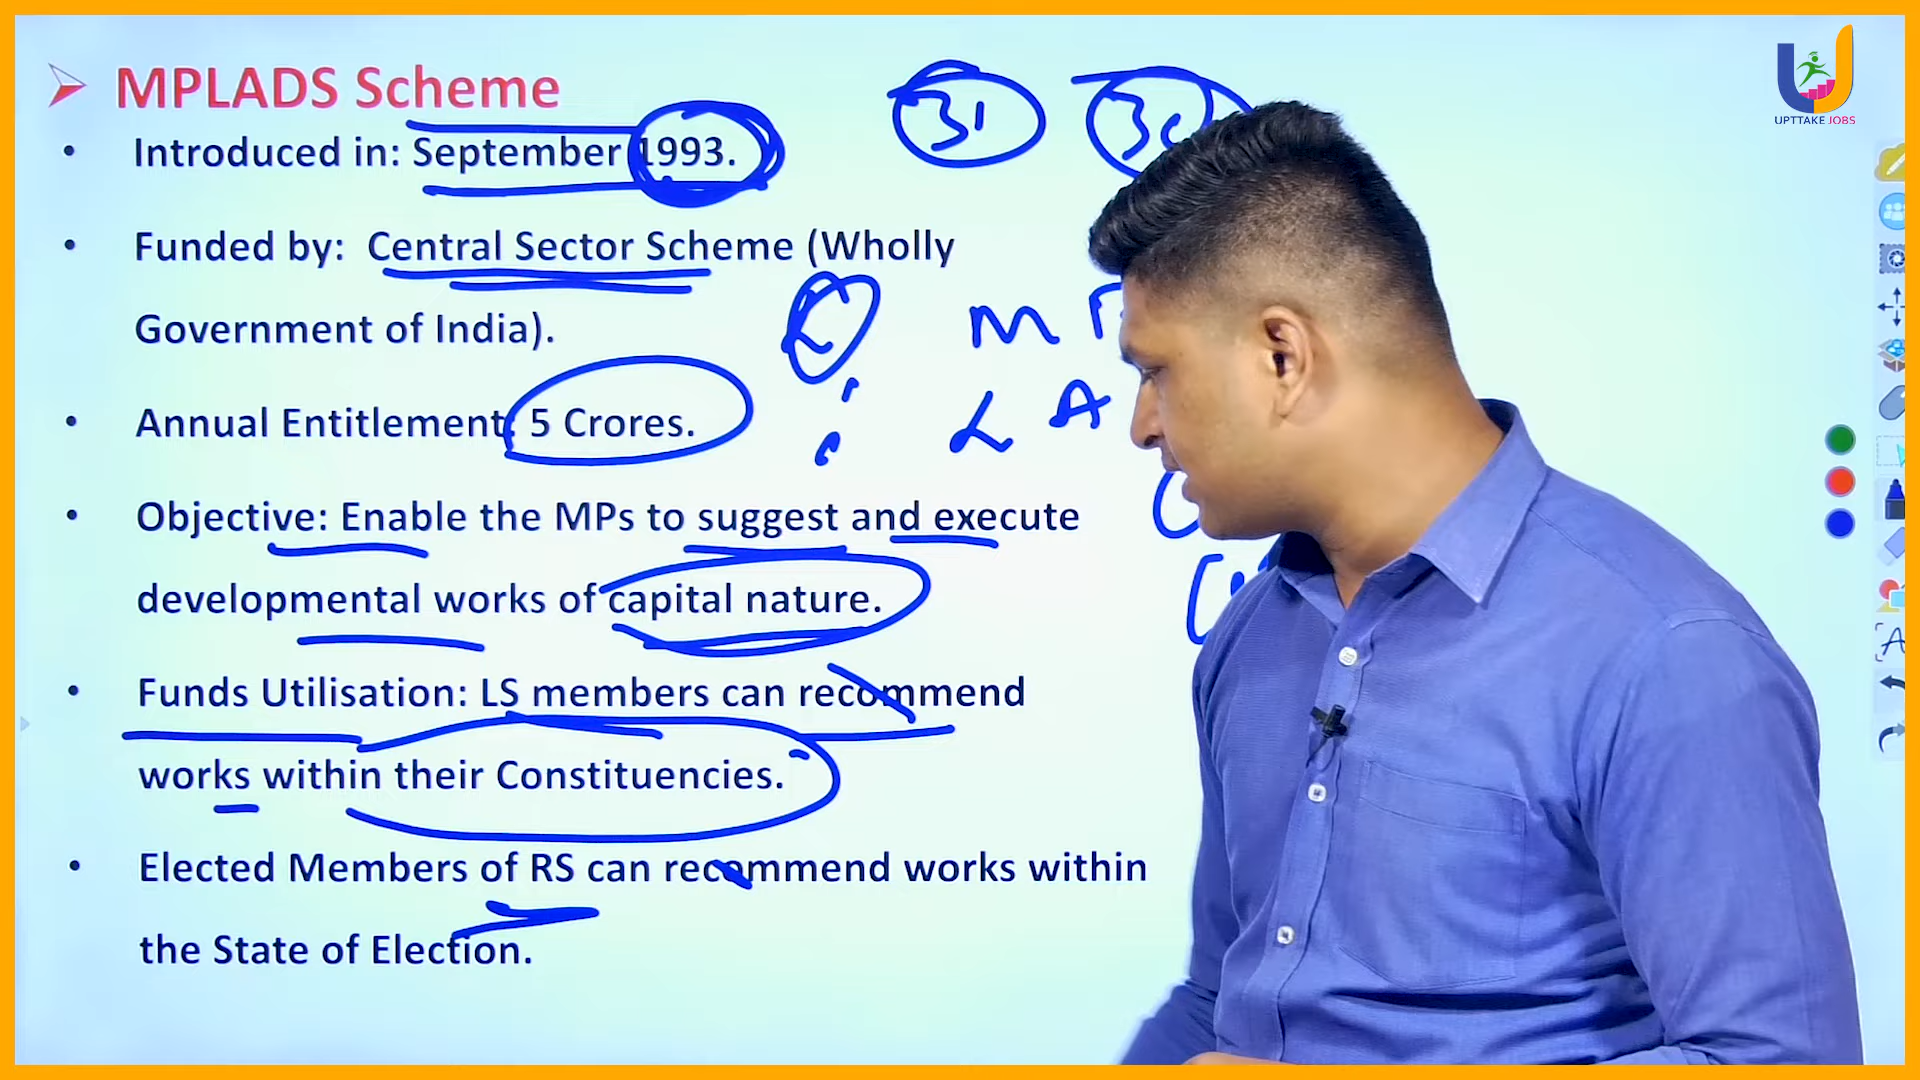 MPLADS Scheme
31
UPTTAKE JOBS
Introduced in: September 1993.
Funded by: Central Sector Scheme (Wholly
Government of India).
M
Annual Entitlement: 5 Crores.
L A
Objective: Enable the MPs to suggest and execute
developmental works of capital nature.
Funds Utilisation: LS members can recommend
works within their Constituencies.
Elected Members of RS can recommend works within
the State of Election.